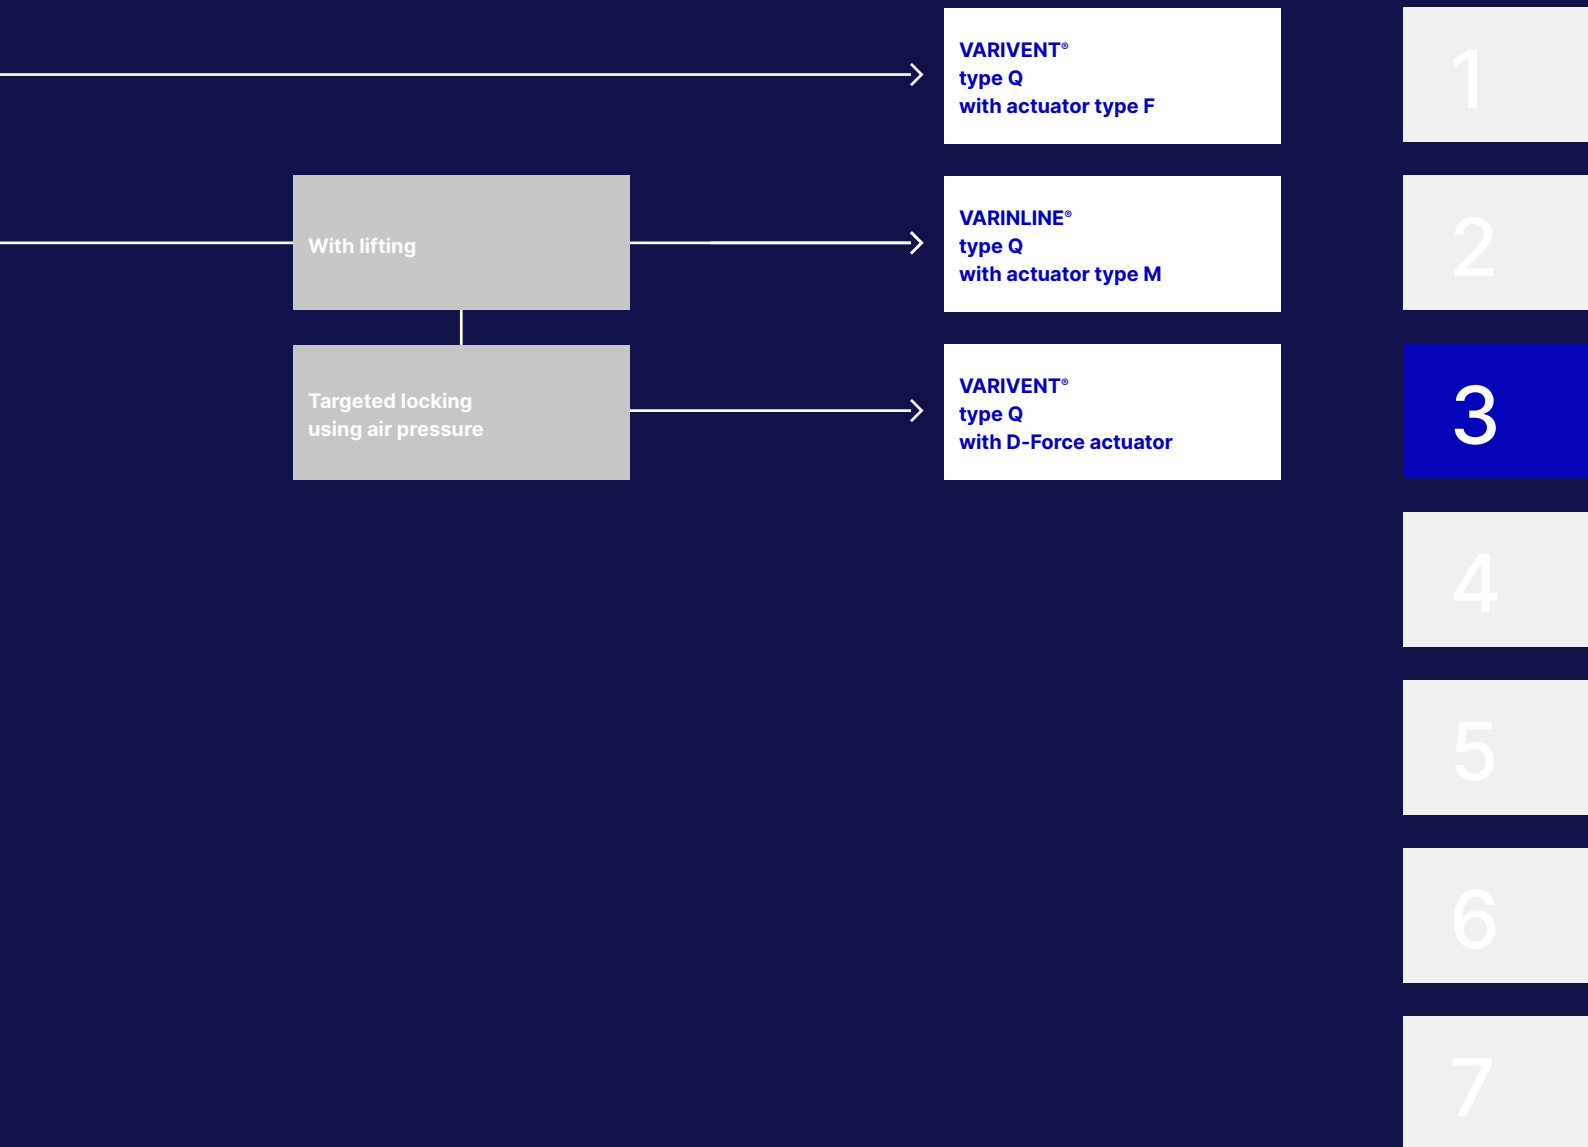 VARIVENT®
type Q
with actuator type F
With lifting
VARINLINE®
type Q
with actuator type M
Targeted locking
using air pressure
VARIVENT®
type Q
with D-Force actuator
1
2
3
4
5
6
7